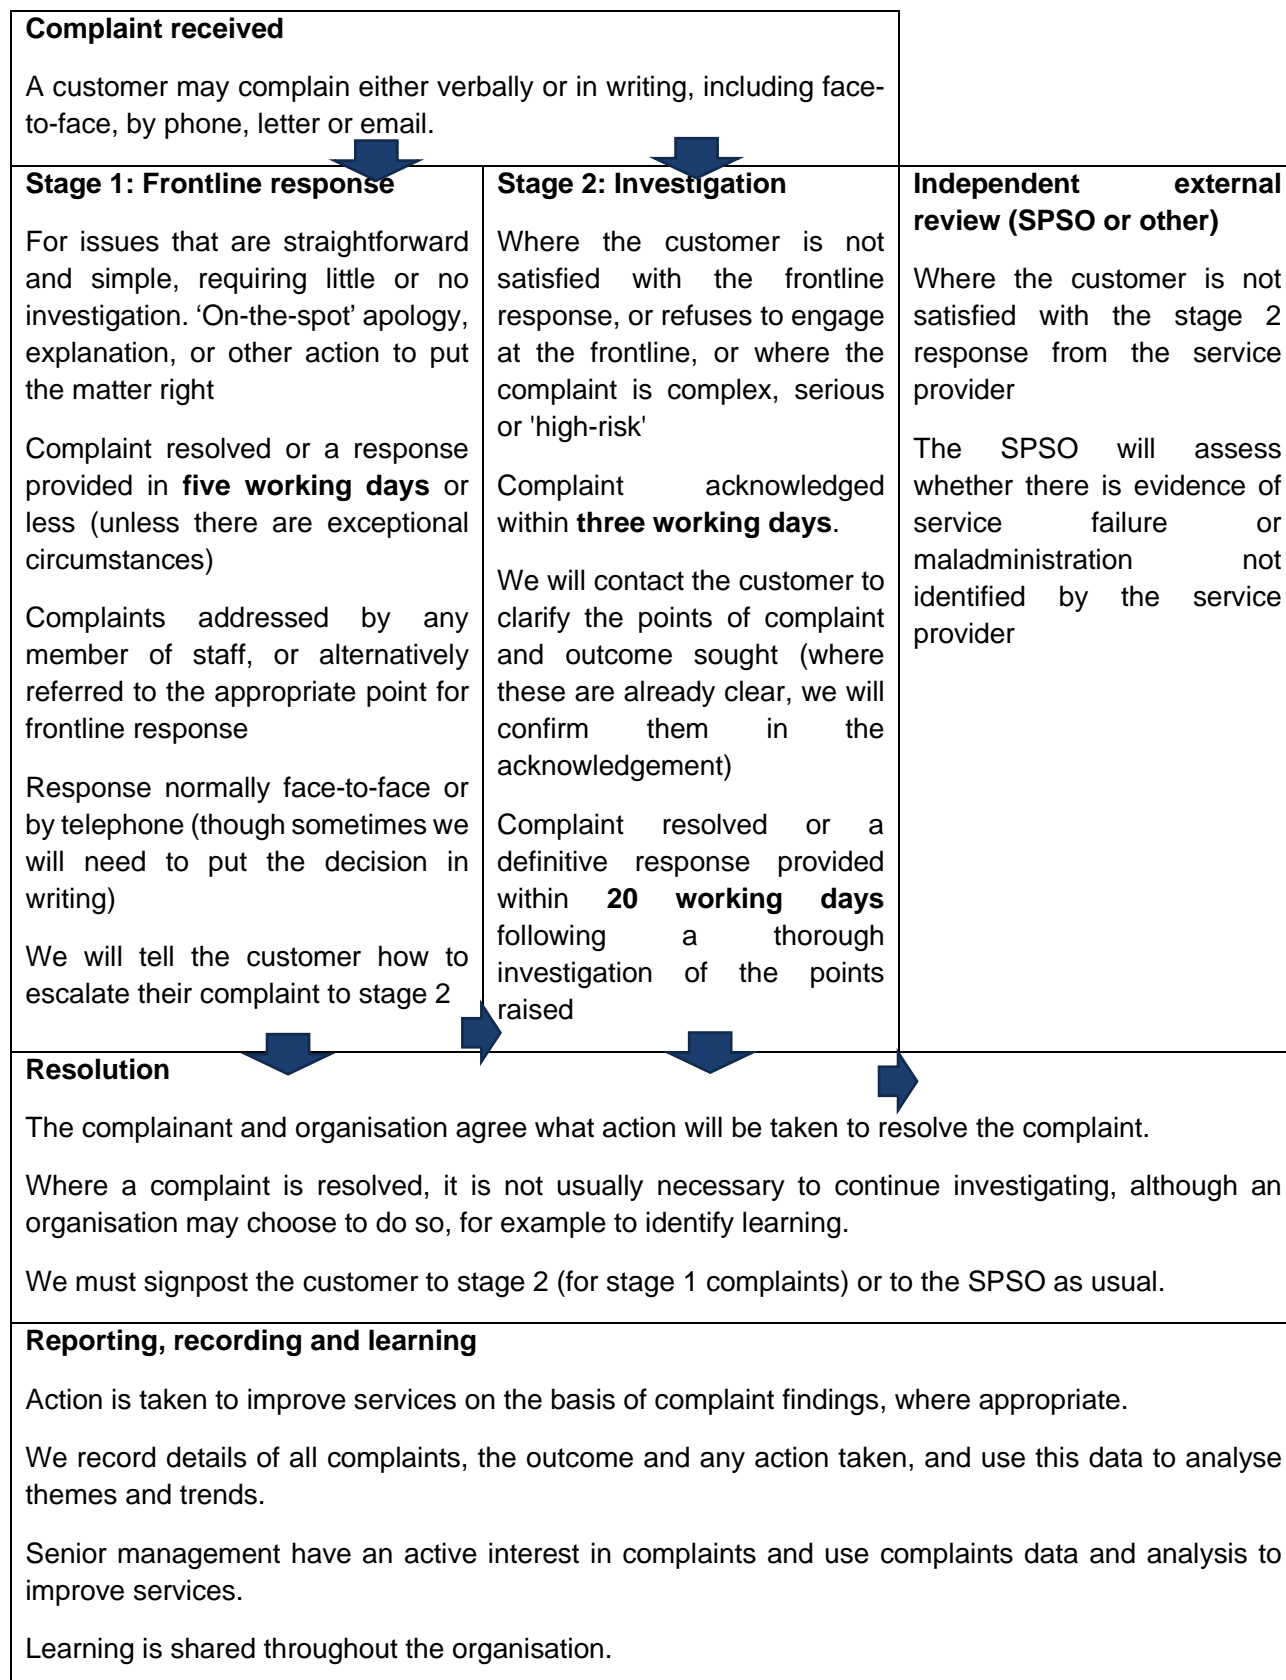 Complaint received
A customer may complain either verbally or in writing, including face-
to-face, by phone, letter or email.
Stage 1: Frontline response
For issues that are straightforward
and simple, requiring little or no
investigation. ‘On-the-spot’ apology,
explanation, or other action to put
the matter right
Complaint resolved or a response
provided in five working days or
less (unless there are exceptional
circumstances)
Complaints addressed by any
member of staff, or alternatively
referred to the appropriate point for
frontline response
Response normally face-to-face or
by telephone (though sometimes we
will need to put the decision in
writing)
We will tell the customer how to
escalate their complaint to stage 2
Stage 2: Investigation
Where the customer is not
satisfied with the frontline
response, or refuses to engage
at the frontline, or where the
complaint is complex, serious
or 'high-risk'
Complaint acknowledged
within three working days.
We will contact the customer to
clarify the points of complaint
and outcome sought (where
these are already clear, we will
confirm them in the
acknowledgement)
Complaint resolved or a
definitive response provided
within 20 working days
following a thorough
investigation of the points
raised
Independent external
review (SPSO or other)
Where the customer is not
satisfied with the stage 2
response from the service
provider
The SPSO will assess
whether there is evidence of
service failure or
maladministration not
identified by the service
provider
Resolution
The complainant and organisation agree what action will be taken to resolve the complaint.
Where a complaint is resolved, it is not usually necessary to continue investigating, although an
organisation may choose to do so, for example to identify learning.
We must signpost the customer to stage 2 (for stage 1 complaints) or to the SPSO as usual.
Reporting, recording and learning
Action is taken to improve services on the basis of complaint findings, where appropriate.
We record details of all complaints, the outcome and any action taken, and use this data to analyse
themes and trends.
Senior management have an active interest in complaints and use complaints data and analysis to
improve services.
Learning is shared throughout the organisation.